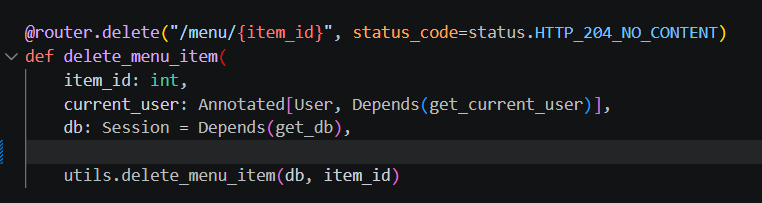 @router.delete("/menu/{item_id}", status_code=status.HTTP_204_NO_CONTENT)
def delete_menu_item(
    item_id: int,
    current_user: Annotated[User, Depends(get_current_user)],
    db: Session = Depends(get_db),
    utils.delete_menu_item(db, item_id)